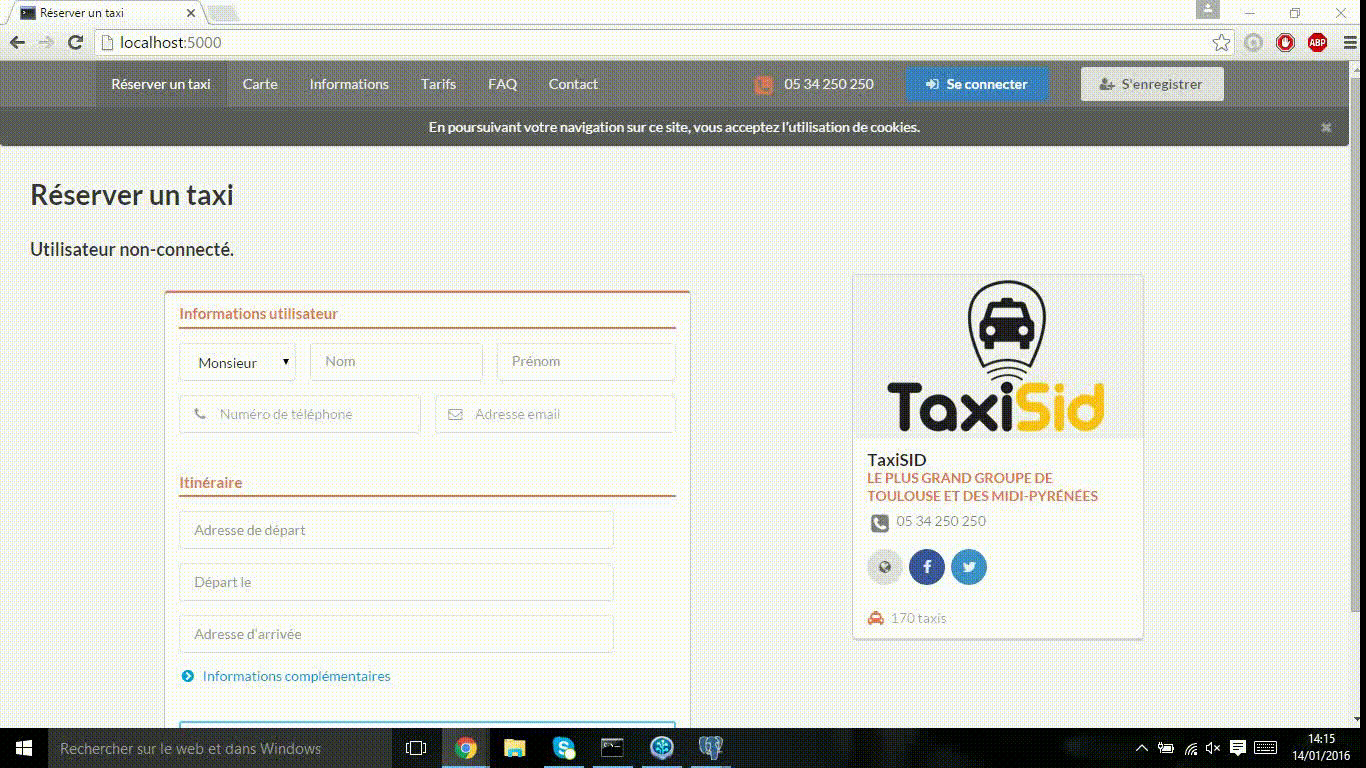 Réserver un taxi
localhost:5000
ABP
Réserver un taxi Carte Informations Tarifs FAQ Contact 05 34 250 250 Se connecter S'enregistrer
En poursuivant votre navigation sur ce site, vous acceptez l'utilisation de cookies.
Réserver un taxi
Utilisateur non-connecté.
Informations utilisateur
Monsieur Nom Prénom
Numéro de téléphone Adresse email
Itinéraire
Adresse de départ
Départ le
Adresse d'arrivée
Informations complémentaires
TaxiSid
TaxiSID
LE PLUS GRAND GROUPE DE
TOULOUSE ET DES MIDI-PYRÉNÉES
05 34 250 250
170 taxis
Rechercher sur le web et dans Windows
14:15
14/01/2016